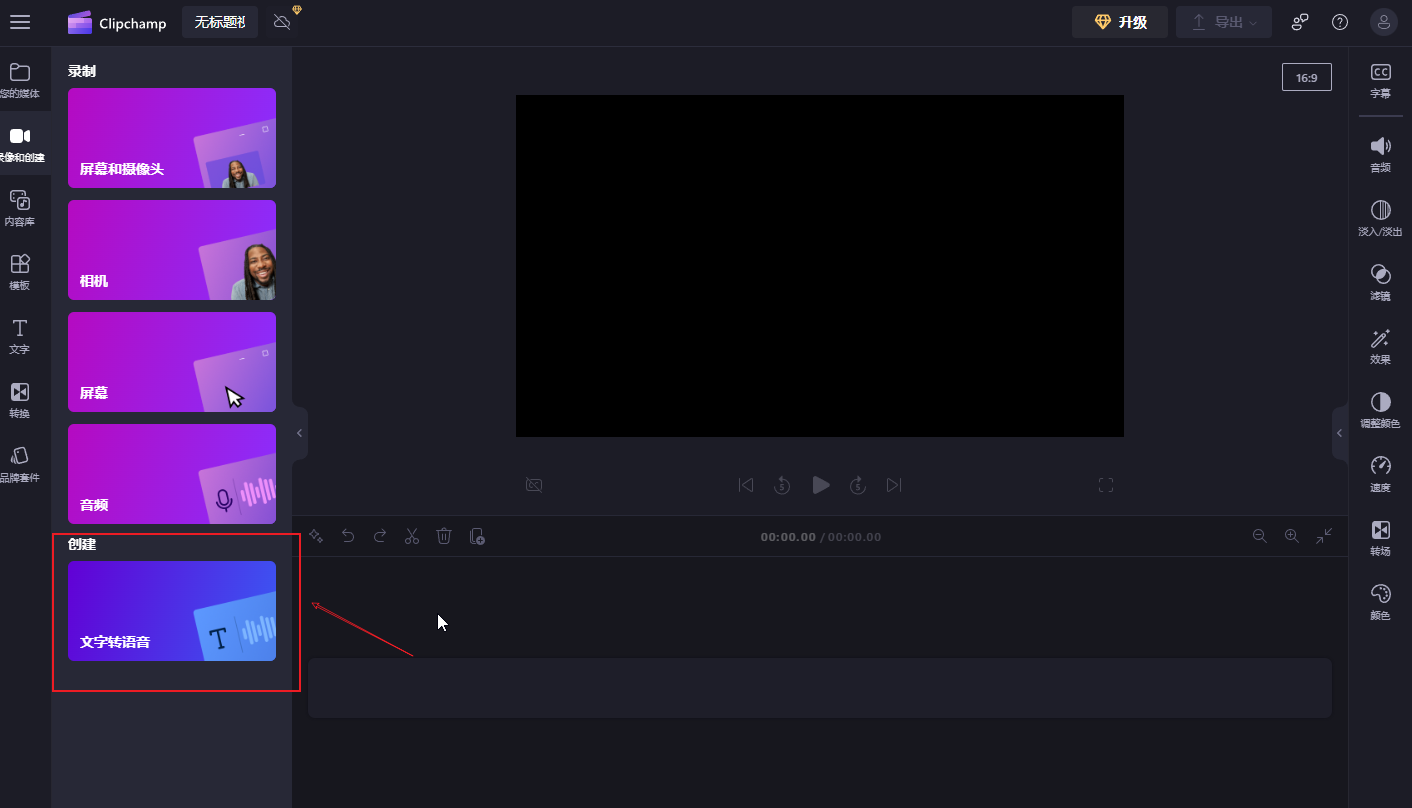 Clipchamp
无标题视
升级
导出
您的媒体
录像和创建
内容库
模板
文字
转换
品牌套件
录制
屏幕和摄像头
相机
屏幕
音频
创建
文字转语音
T
16:9
5
5
00:00.00 / 00:00.00
CC
字幕
音频
淡入/淡出
滤镜
效果
调整颜色
速度
转场
颜色